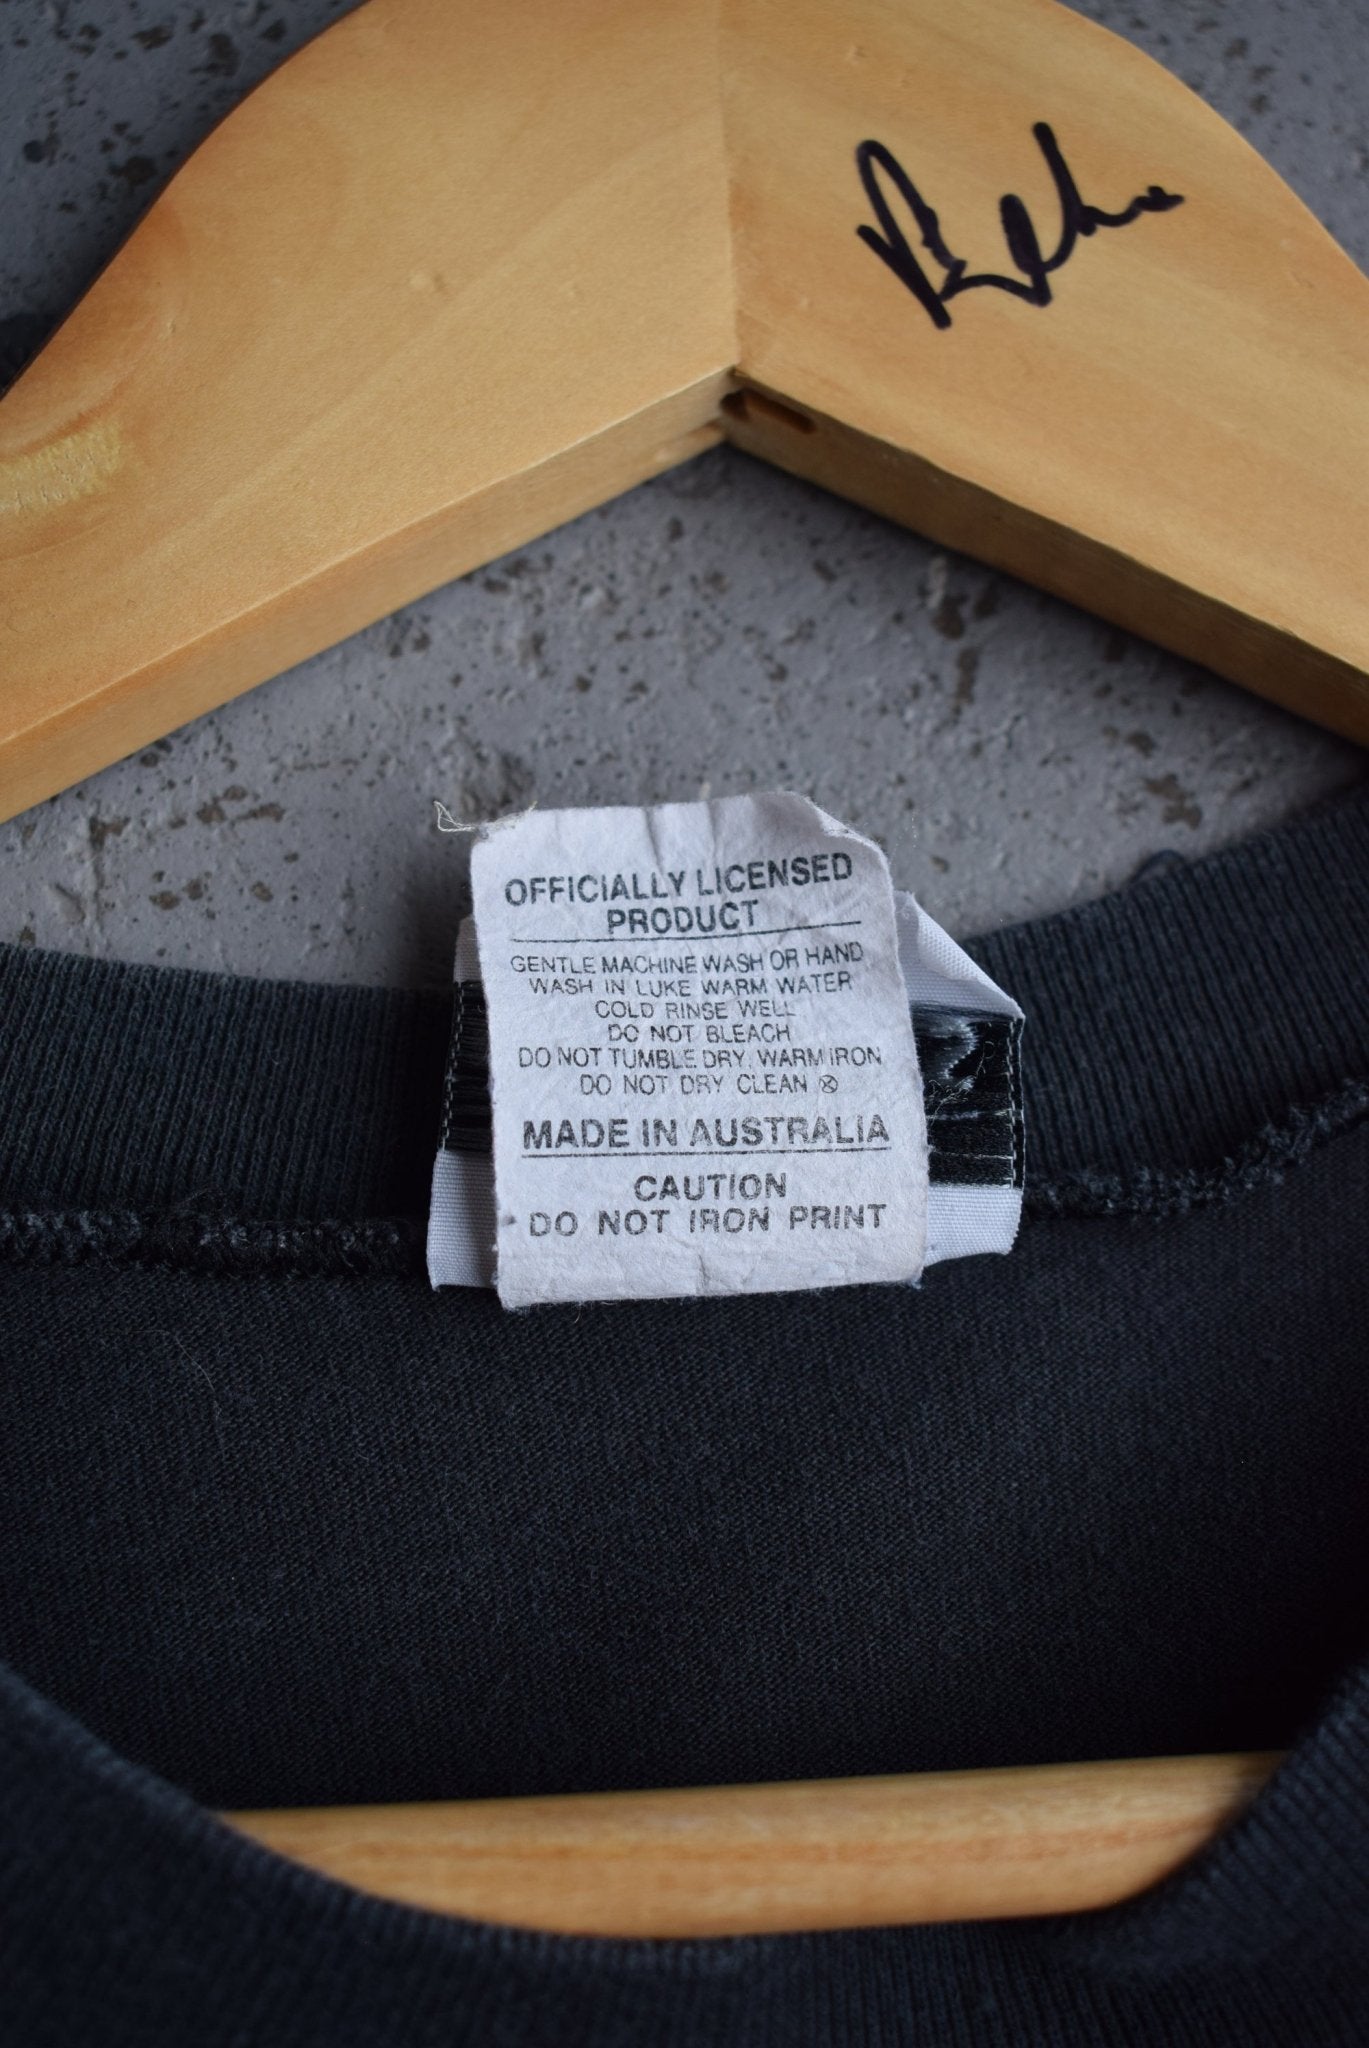 OFFICIALLY LICENSED
PRODUCT
GENTLE MACHINE WASH OR HAND
WASH IN LUKE WARM WATER
COLD RINSE WELL
DO NOT BLEACH
DO NOT TUMBLE DRY, WARM IRON
DO NOT DRY CLEAN ⊗
MADE IN AUSTRALIA
CAUTION
DO NOT IRON PRINT